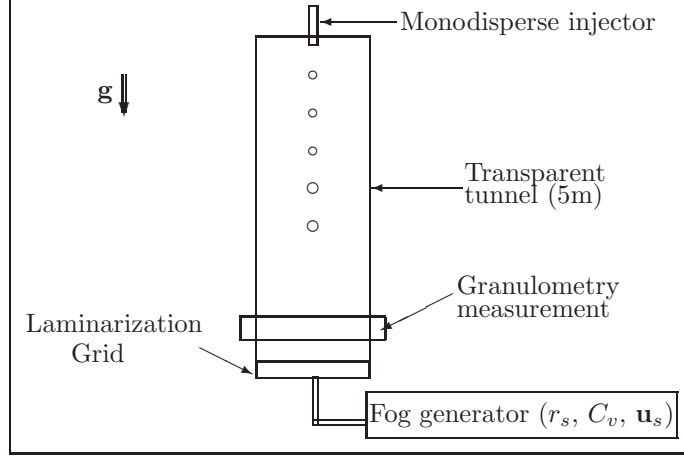 Monodisperse injector
g
Transparent
tunnel (5m)
Granulometry
measurement
Laminarization
Grid
Fog generator (r_s, C_v, u_s)